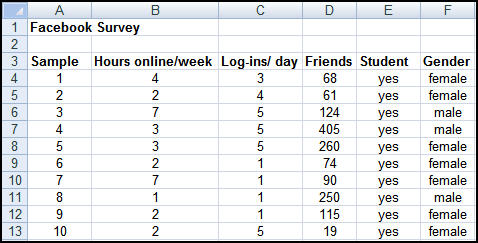 A B C D E F
1 Facebook Survey
2
3 Sample Hours online/week Log-ins/ day Friends Student Gender
4 1 4 3 68 yes female
5 2 2 4 61 yes female
6 3 7 5 124 yes male
7 4 3 5 405 yes male
8 5 3 5 260 yes female
9 6 2 1 74 yes female
10 7 7 1 90 yes female
11 8 1 1 250 yes male
12 9 2 1 115 yes female
13 10 2 5 19 yes female